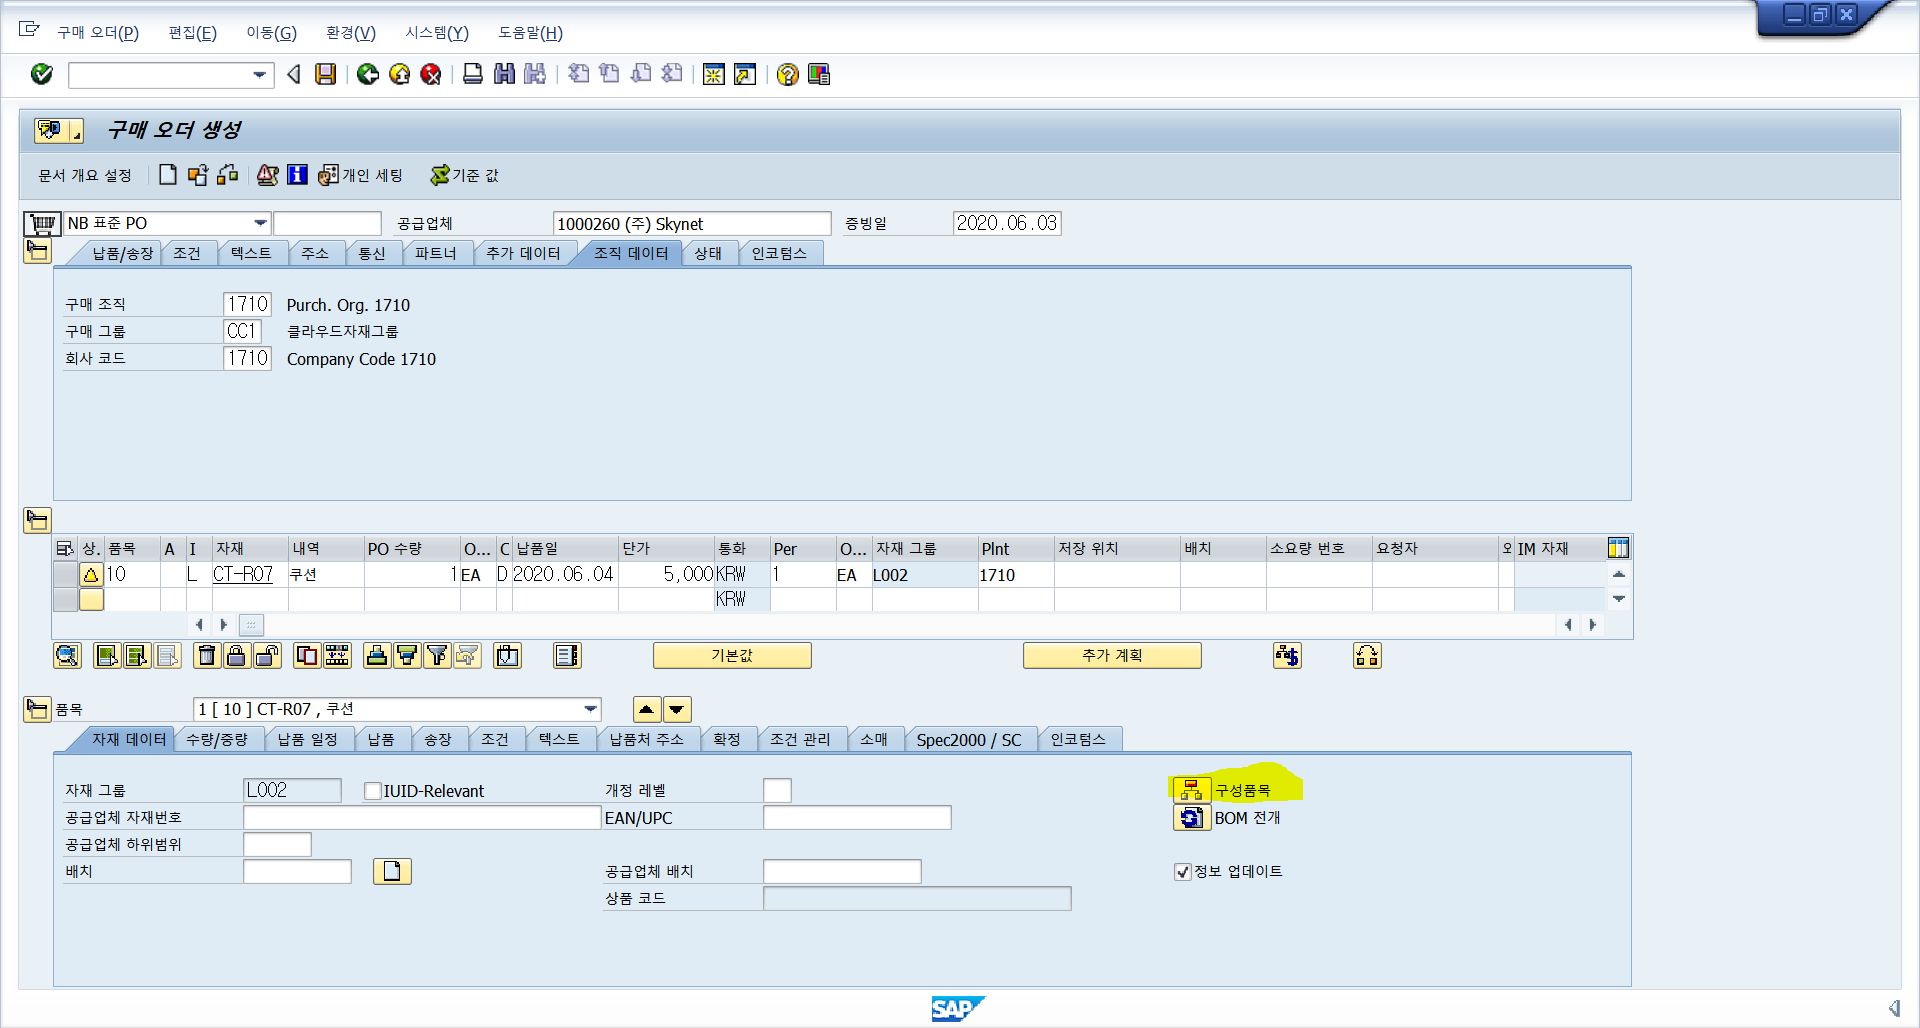 구매 오더(P) 편집(E) 이동(G) 환경(V) 시스템(Y) 도움말(H)
구매 오더 생성
문서 개요 설정 개인 세팅 기준 값
NB 표준 PO 공급업체 1000260 (주) Skynet 증빙일 2020.06.03
납품/송장 조건 텍스트 주소 통신 파트너 추가 데이터 조직 데이터 상태 인코텀스
구매 조직 1710 Purch. Org. 1710
구매 그룹 CC1 클라우드자재그룹
회사 코드 1710 Company Code 1710
상. 품목 A I 자재 내역 PO 수량 O... C 납품일 단가 통화 Per O... 자재 그룹 Plnt 저장 위치 배치 소요량 번호 요청자 외 IM 자재
10 L CT-R07 쿠션 1 EA D 2020.06.04 5,000 KRW 1 EA L002 1710
KRW
기본값 추가 계획
품목 1 [ 10 ] CT-R07 , 쿠션
자재 데이터 수량/중량 납품 일정 납품 송장 조건 텍스트 납품처 주소 확정 조건 관리 소매 Spec2000 / SC 인코텀스
자재 그룹 L002 IUID-Relevant 개정 레벨 구성품목
공급업체 자재번호 EAN/UPC BOM 전개
공급업체 하위범위
배치 공급업체 배치 정보 업데이트
상품 코드
SAP